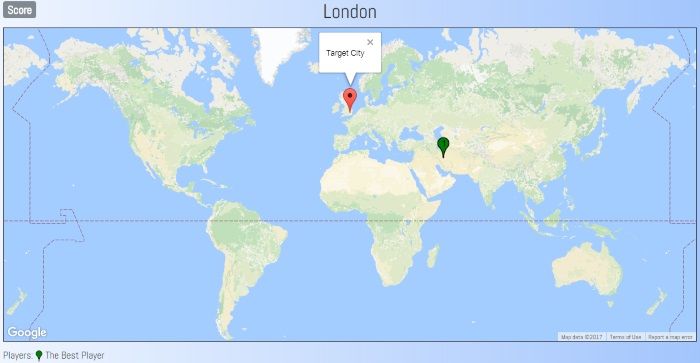 Score
London
×
Target City
Google
Map data ©2017 Terms of Use Report a map error
Players: The Best Player